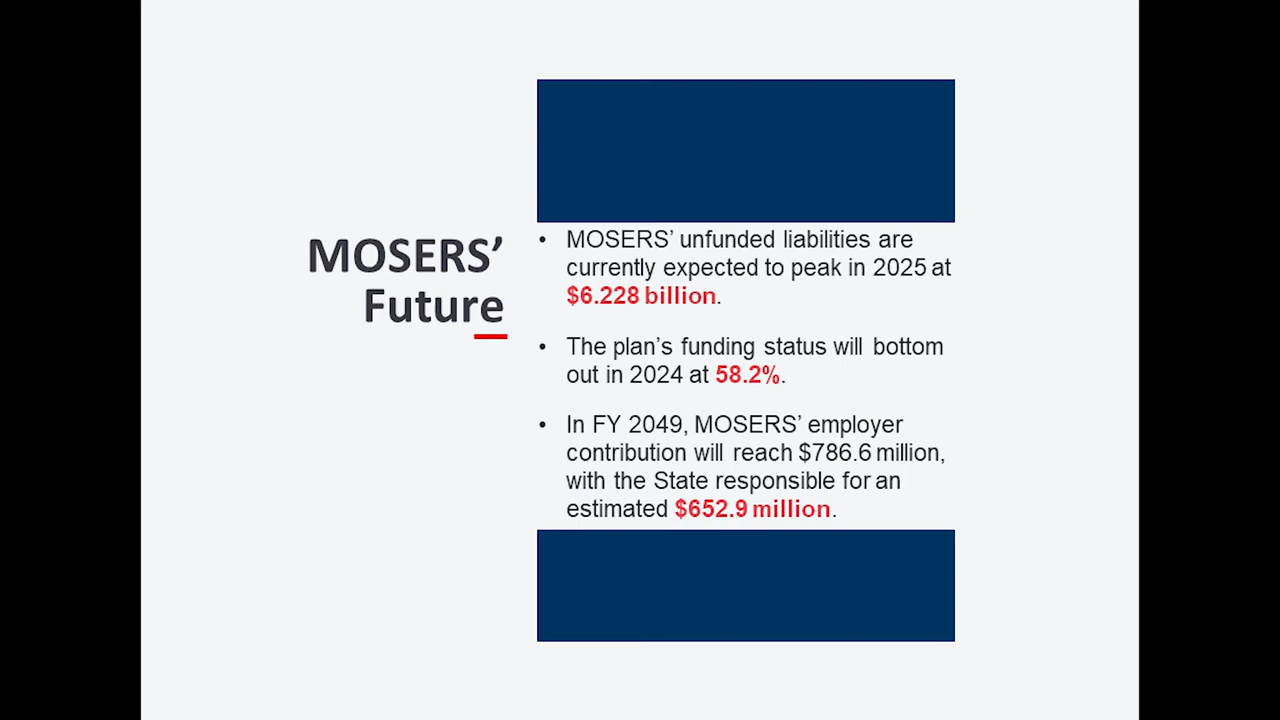 MOSERS’
Future
• MOSERS’ unfunded liabilities are
currently expected to peak in 2025 at
$6.228 billion.
• The plan’s funding status will bottom
out in 2024 at 58.2%.
• In FY 2049, MOSERS’ employer
contribution will reach $786.6 million,
with the State responsible for an
estimated $652.9 million.